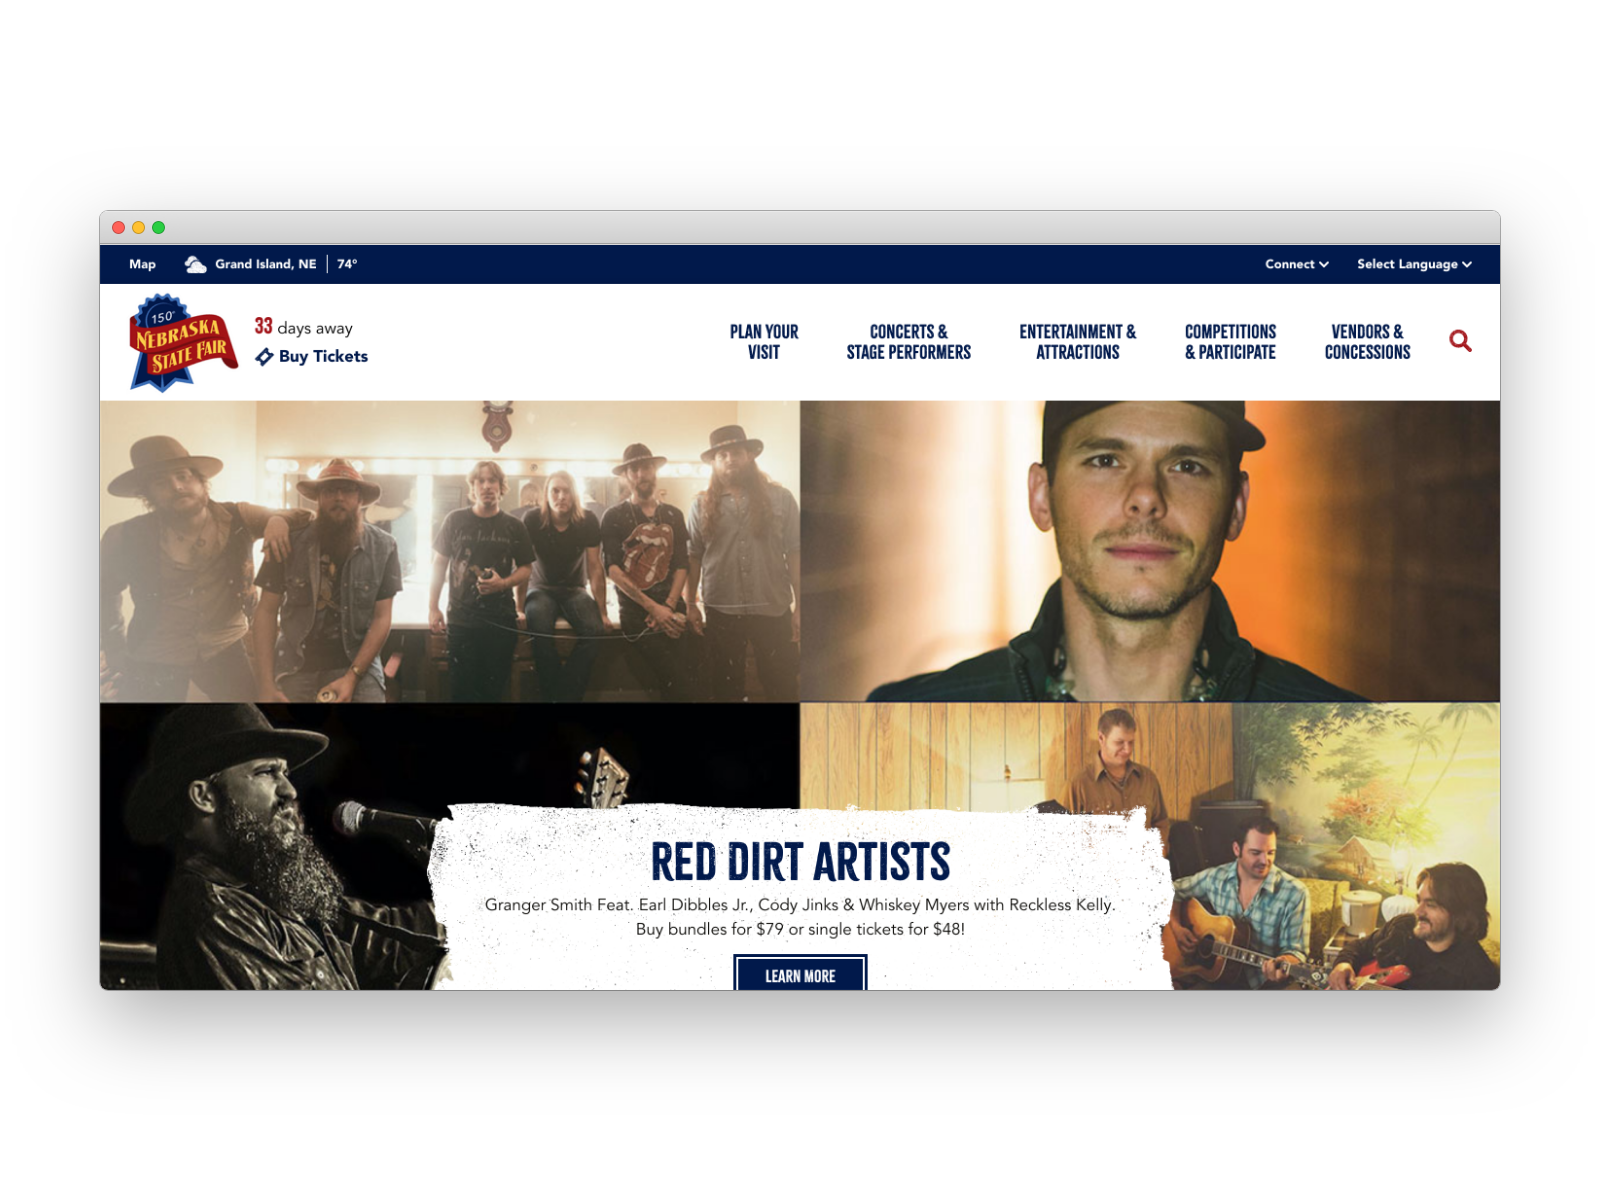 Map
Grand Island, NE
74°
Connect
Select Language
150
NEBRASKA
STATE FAIR
33 days away
Buy Tickets
PLAN YOUR
VISIT
CONCERTS &
STAGE PERFORMERS
ENTERTAINMENT &
ATTRACTIONS
COMPETITIONS
& PARTICIPATE
VENDORS &
CONCESSIONS
RED DIRT ARTISTS
Granger Smith Feat. Earl Dibbles Jr., Cody Jinks & Whiskey Myers with Reckless Kelly.
Buy bundles for $79 or single tickets for $48!
LEARN MORE